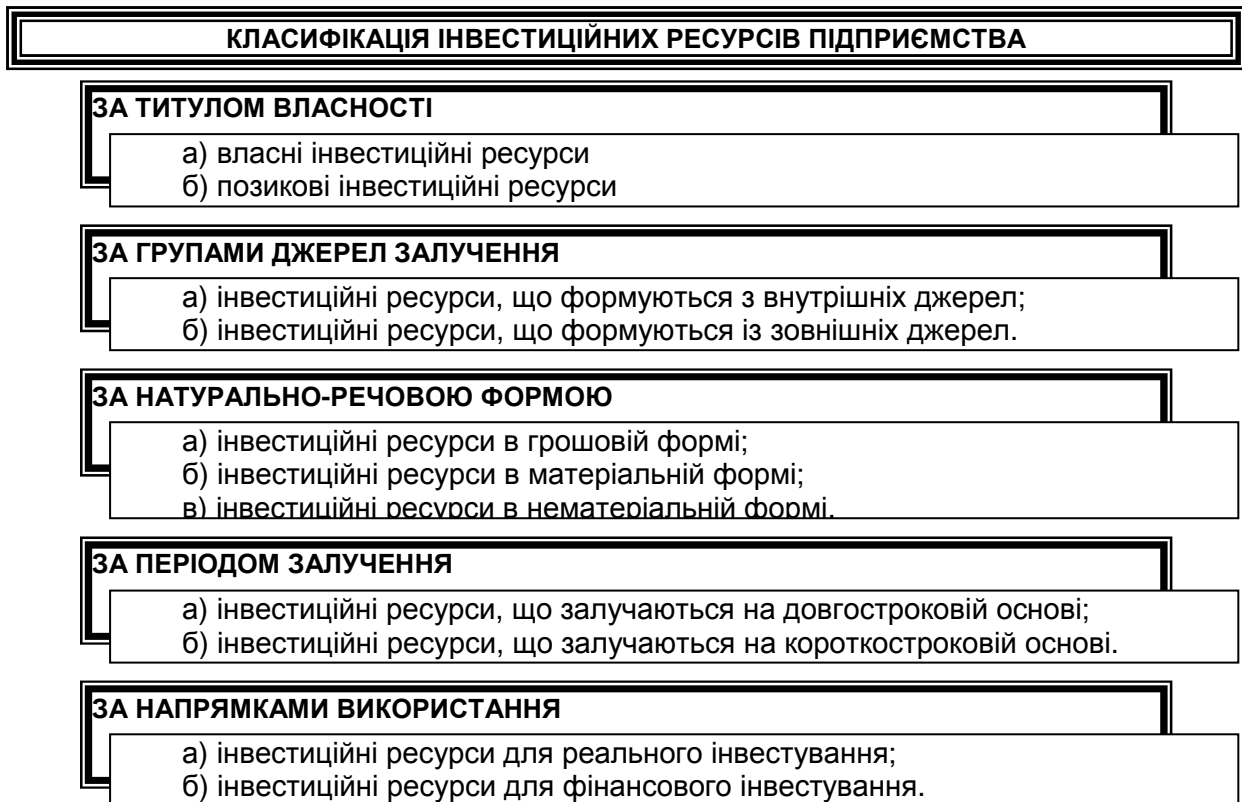 КЛАСИФІКАЦІЯ ІНВЕСТИЦІЙНИХ РЕСУРСІВ ПІДПРИЄМСТВА
ЗА ТИТУЛОМ ВЛАСНОСТІ
а) власні інвестиційні ресурси
б) позикові інвестиційні ресурси
ЗА ГРУПАМИ ДЖЕРЕЛ ЗАЛУЧЕННЯ
а) інвестиційні ресурси, що формуються з внутрішніх джерел;
б) інвестиційні ресурси, що формуються із зовнішніх джерел.
ЗА НАТУРАЛЬНО-РЕЧОВОЮ ФОРМОЮ
а) інвестиційні ресурси в грошовій формі;
б) інвестиційні ресурси в матеріальній формі;
в) інвестиційні ресурси в нематеріальній формі.
ЗА ПЕРІОДОМ ЗАЛУЧЕННЯ
а) інвестиційні ресурси, що залучаються на довгостроковій основі;
б) інвестиційні ресурси, що залучаються на короткостроковій основі.
ЗА НАПРЯМКАМИ ВИКОРИСТАННЯ
а) інвестиційні ресурси для реального інвестування;
б) інвестиційні ресурси для фінансового інвестування.